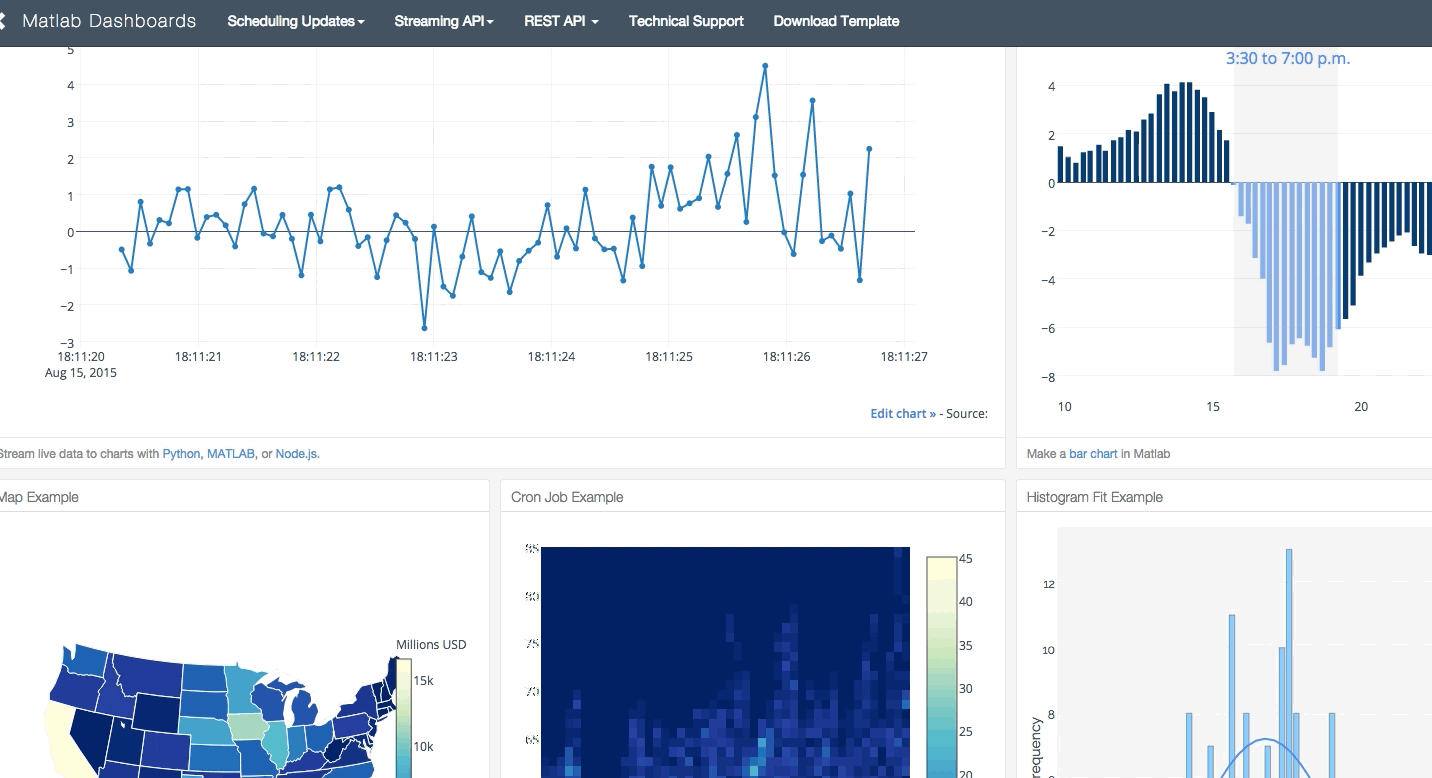 Matlab Dashboards Scheduling Updates Streaming API REST API Technical Support Download Template
5
4
3
2
1
0
−1
−2
−3
18:11:20 18:11:21 18:11:22 18:11:23 18:11:24 18:11:25 18:11:26 18:11:27
Aug 15, 2015
Edit chart » - Source:
Stream live data to charts with Python, MATLAB, or Node.js.
3:30 to 7:00 p.m.
4
2
0
−2
−4
−6
−8
10 15 20
Make a bar chart in Matlab
Map Example
Millions USD
15k
10k
Cron Job Example
75
65
45
40
35
30
25
20
Histogram Fit Example
12
10
8